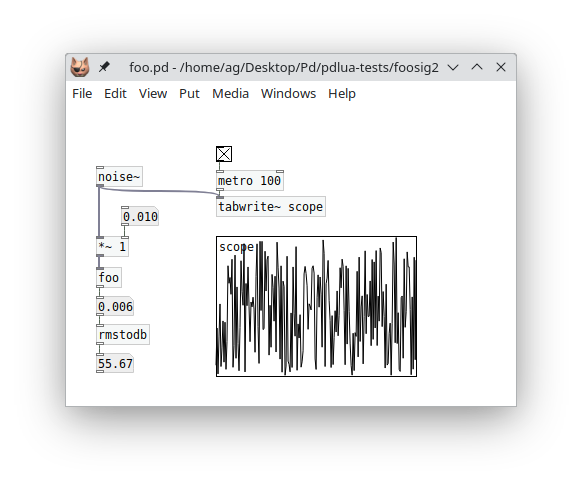 foo.pd - /home/ag/Desktop/Pd/pdlua-tests/foosig2
File Edit View Put Media Windows Help
noise~
metro 100
tabwrite~ scope
0.010
*~ 1
scope
foo
0.006
rmstodb
55.67